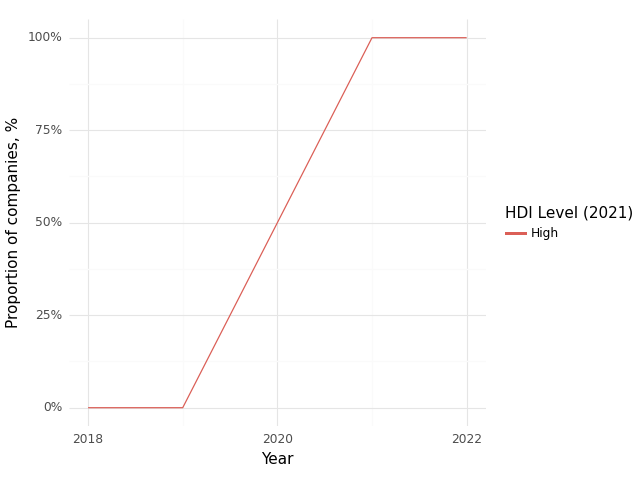 100%
75%
50%
25%
0%
2018
2020
2022
Year
Proportion of companies, %
HDI Level (2021)
High